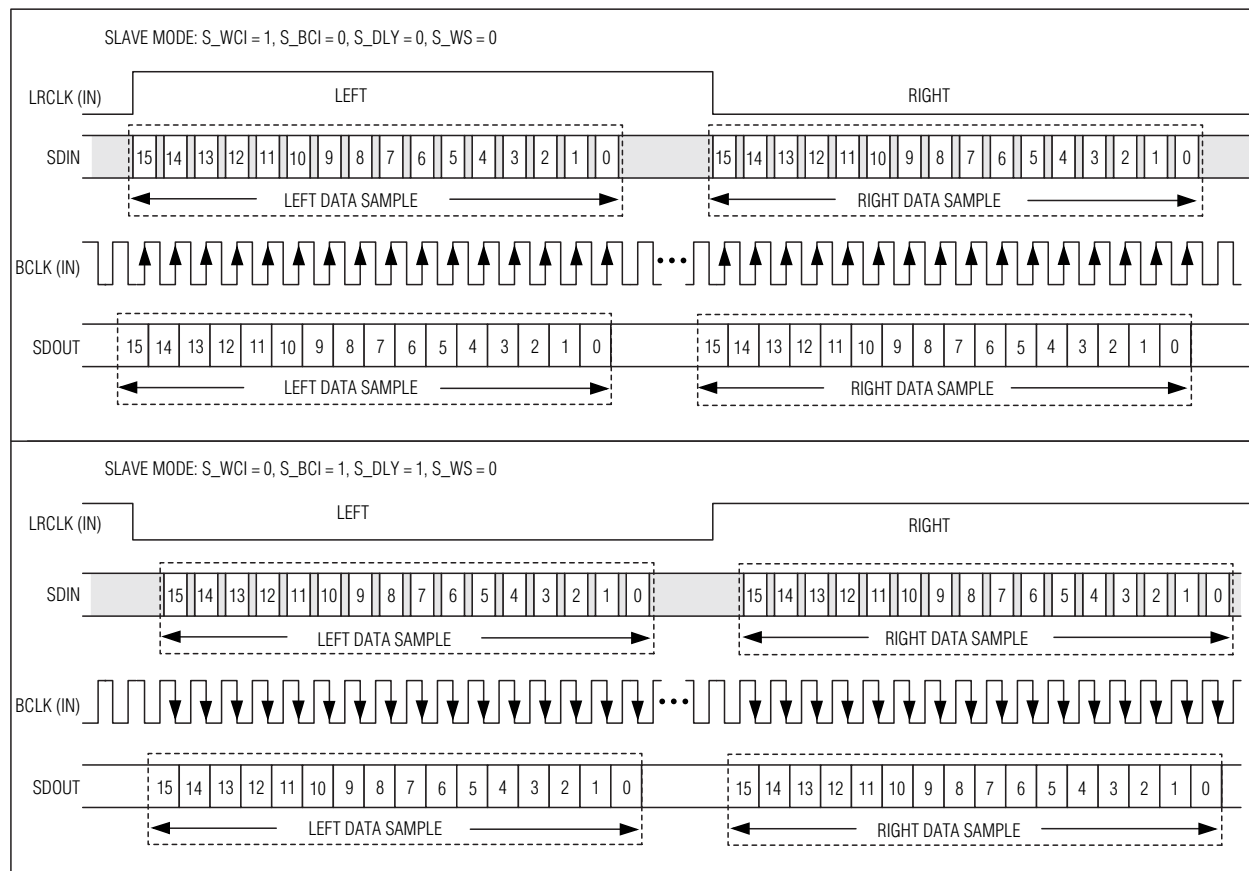 SLAVE MODE: S_WCI = 1, S_BCI = 0, S_DLY = 0, S_WS = 0
LRCLK (IN) LEFT RIGHT
SDIN 15 14 13 12 11 10 9 8 7 6 5 4 3 2 1 0 15 14 13 12 11 10 9 8 7 6 5 4 3 2 1 0
LEFT DATA SAMPLE RIGHT DATA SAMPLE
BCLK (IN)
SDOUT 15 14 13 12 11 10 9 8 7 6 5 4 3 2 1 0 15 14 13 12 11 10 9 8 7 6 5 4 3 2 1 0
LEFT DATA SAMPLE RIGHT DATA SAMPLE
SLAVE MODE: S_WCI = 0, S_BCI = 1, S_DLY = 1, S_WS = 0
LRCLK (IN) LEFT RIGHT
SDIN 15 14 13 12 11 10 9 8 7 6 5 4 3 2 1 0 15 14 13 12 11 10 9 8 7 6 5 4 3 2 1 0
LEFT DATA SAMPLE RIGHT DATA SAMPLE
BCLK (IN)
SDOUT 15 14 13 12 11 10 9 8 7 6 5 4 3 2 1 0 15 14 13 12 11 10 9 8 7 6 5 4 3 2 1 0
LEFT DATA SAMPLE RIGHT DATA SAMPLE